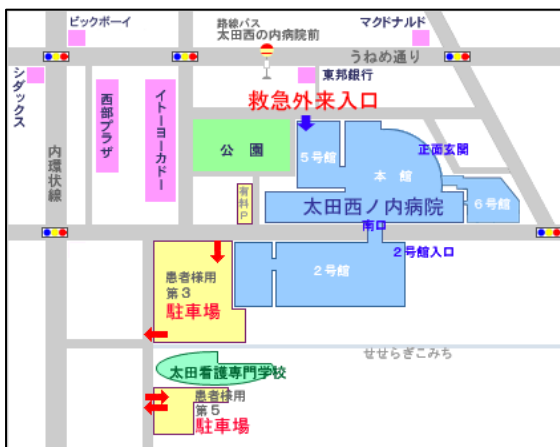 ビックボーイ
路線バス
太田西の内病院前
マクドナルド
うねめ通り
シダックス
東邦銀行
西部プラザ
イトーヨーカドー
救急外来入口
内環状線
公園
5号館
本館
正面玄関
有料P
太田西ノ内病院
6号館
南口
2号館入口
2号館
患者様用
第3
駐車場
せせらぎこみち
太田看護専門学校
患者様用
第5
駐車場